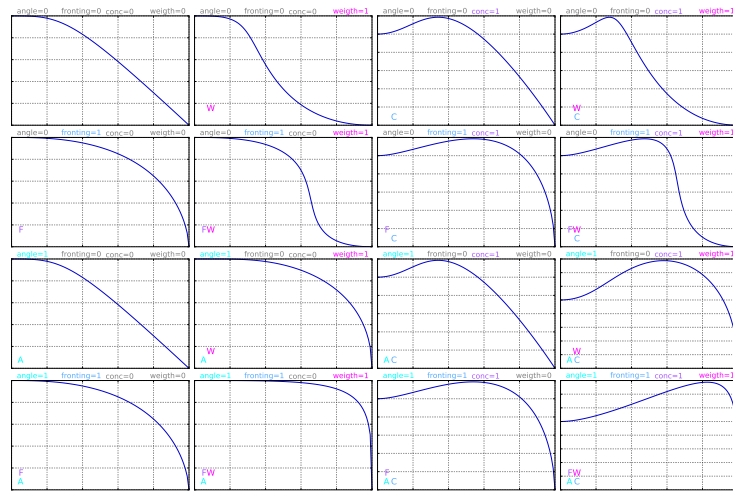 angle=0 fronting=0 conc=0 weigth=0
angle=0 fronting=0 conc=0 weigth=1
W
angle=0 fronting=0 conc=1 weigth=0
C
angle=0 fronting=0 conc=1 weigth=1
W
C
angle=0 fronting=1 conc=0 weigth=0
F
angle=0 fronting=1 conc=0 weigth=1
FW
angle=0 fronting=1 conc=1 weigth=0
F
C
angle=0 fronting=1 conc=1 weigth=1
FW
C
angle=1 fronting=0 conc=0 weigth=0
A
angle=1 fronting=0 conc=0 weigth=1
W
A
angle=1 fronting=0 conc=1 weigth=0
A C
angle=1 fronting=0 conc=1 weigth=1
W
A C
angle=1 fronting=1 conc=0 weigth=0
F
A
angle=1 fronting=1 conc=0 weigth=1
FW
A
angle=1 fronting=1 conc=1 weigth=0
F
A C
angle=1 fronting=1 conc=1 weigth=1
FW
A C